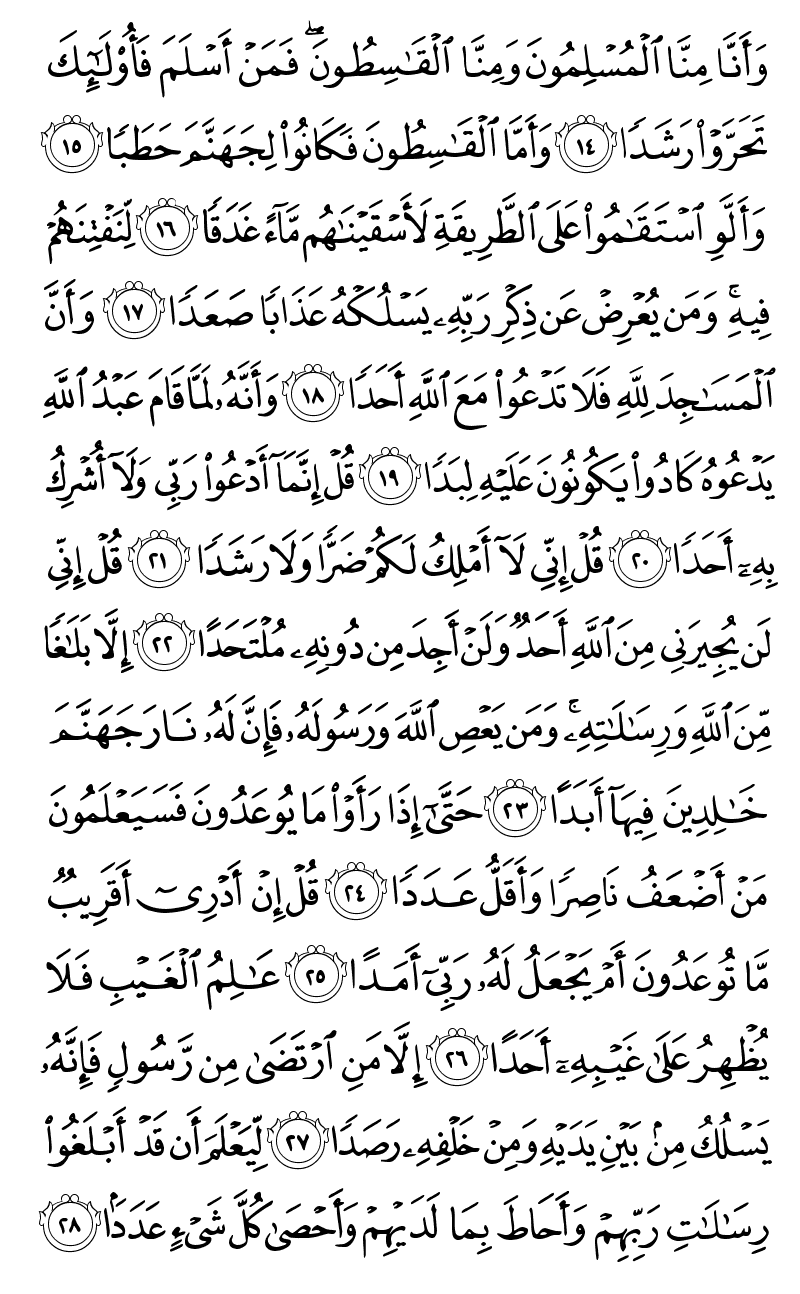 وَأَنَّا مِنَّا ٱلْمُسْلِمُونَ وَمِنَّا ٱلْقَٰسِطُونَۖ فَمَنْ أَسْلَمَ فَأُو۟لَٰٓئِكَ
تَحَرَّوْا۟ رَشَدًا ١٤ وَأَمَّا ٱلْقَٰسِطُونَ فَكَانُوا۟ لِجَهَنَّمَ حَطَبًا ١٥
وَأَلَّوِ ٱسْتَقَٰمُوا۟ عَلَى ٱلطَّرِيقَةِ لَأَسْقَيْنَٰهُم مَّآءً غَدَقًا ١٦ لِّنَفْتِنَهُمْ
فِيهِۚ وَمَن يُعْرِضْ عَن ذِكْرِ رَبِّهِۦ يَسْلُكْهُ عَذَابًا صَعَدًا ١٧ وَأَنَّ
ٱلْمَسَٰجِدَ لِلَّهِ فَلَا تَدْعُوا۟ مَعَ ٱللَّهِ أَحَدًا ١٨ وَأَنَّهُۥ لَمَّا قَامَ عَبْدُ ٱللَّهِ
يَدْعُوهُ كَادُوا۟ يَكُونُونَ عَلَيْهِ لِبَدًا ١٩ قُلْ إِنَّمَآ أَدْعُوا۟ رَبِّى وَلَآ أُشْرِكُ
بِهِۦٓ أَحَدًا ٢٠ قُلْ إِنِّى لَآ أَمْلِكُ لَكُمْ ضَرًّا وَلَا رَشَدًا ٢١ قُلْ إِنِّى
لَن يُجِيرَنِى مِنَ ٱللَّهِ أَحَدٌ وَلَنْ أَجِدَ مِن دُونِهِۦ مُلْتَحَدًا ٢٢ إِلَّا بَلَٰغًا
مِّنَ ٱللَّهِ وَرِسَٰلَٰتِهِۦۚ وَمَن يَعْصِ ٱللَّهَ وَرَسُولَهُۥ فَإِنَّ لَهُۥ نَارَ جَهَنَّمَ
خَٰلِدِينَ فِيهَآ أَبَدًا ٢٣ حَتَّىٰٓ إِذَا رَأَوْا۟ مَا يُوعَدُونَ فَسَيَعْلَمُونَ
مَنْ أَضْعَفُ نَاصِرًا وَأَقَلُّ عَدَدًا ٢٤ قُلْ إِنْ أَدْرِىٓ أَقَرِيبٌ
مَّا تُوعَدُونَ أَمْ يَجْعَلُ لَهُۥ رَبِّىٓ أَمَدًا ٢٥ عَٰلِمُ ٱلْغَيْبِ فَلَا
يُظْهِرُ عَلَىٰ غَيْبِهِۦٓ أَحَدًا ٢٦ إِلَّا مَنِ ٱرْتَضَىٰ مِن رَّسُولٍ فَإِنَّهُۥ
يَسْلُكُ مِنۢ بَيْنِ يَدَيْهِ وَمِنْ خَلْفِهِۦ رَصَدًا ٢٧ لِّيَعْلَمَ أَن قَدْ أَبْلَغُوا۟
رِسَٰلَٰتِ رَبِّهِمْ وَأَحَاطَ بِمَا لَدَيْهِمْ وَأَحْصَىٰ كُلَّ شَىْءٍ عَدَدًۢا ٢٨